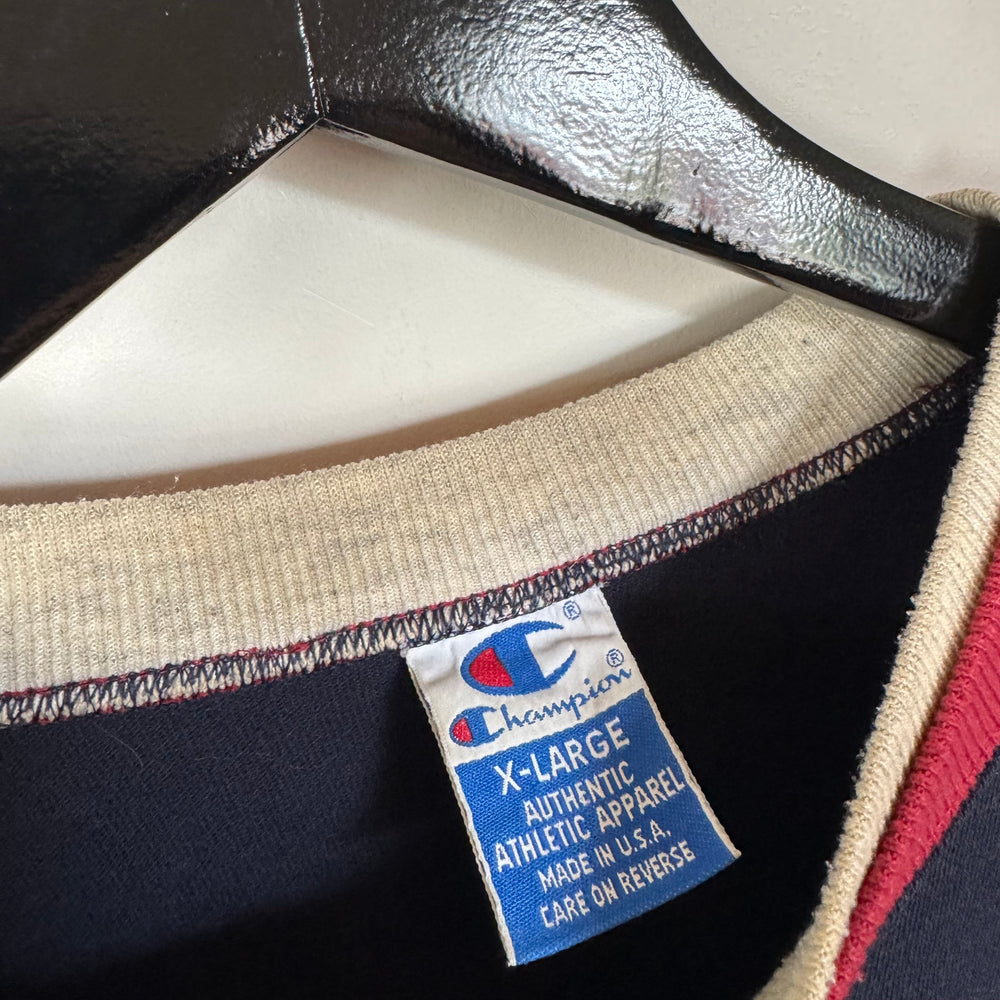 ®
Champion®
X-LARGE
AUTHENTIC
ATHLETIC APPAREL
MADE IN U.S.A.
CARE ON REVERSE